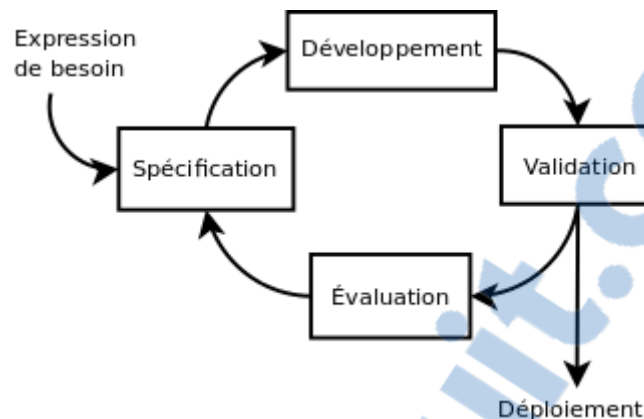 Expression
de besoin
Développement
Spécification
Validation
Évaluation
Déploiement